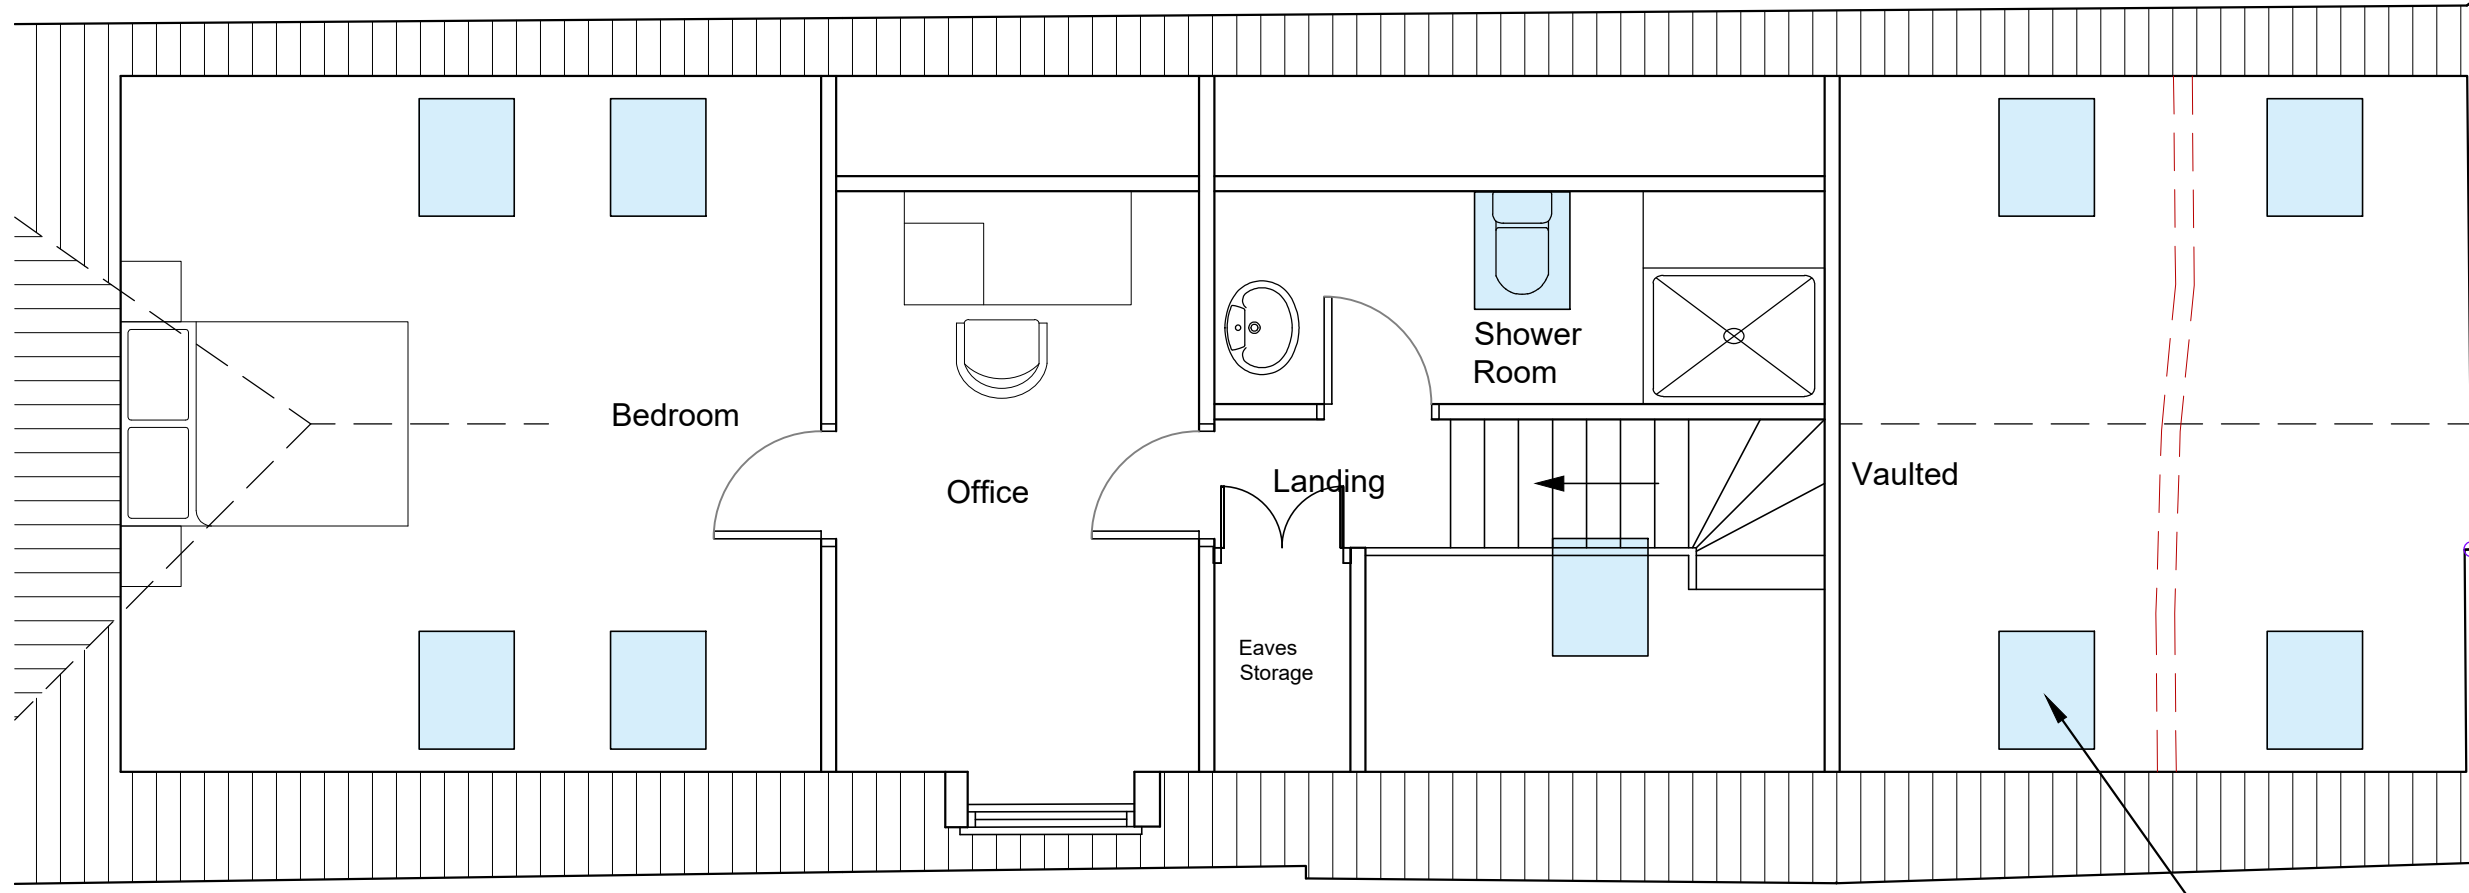 Shower
Room
Bedroom
Office
Landing
Vaulted
Eaves
Storage